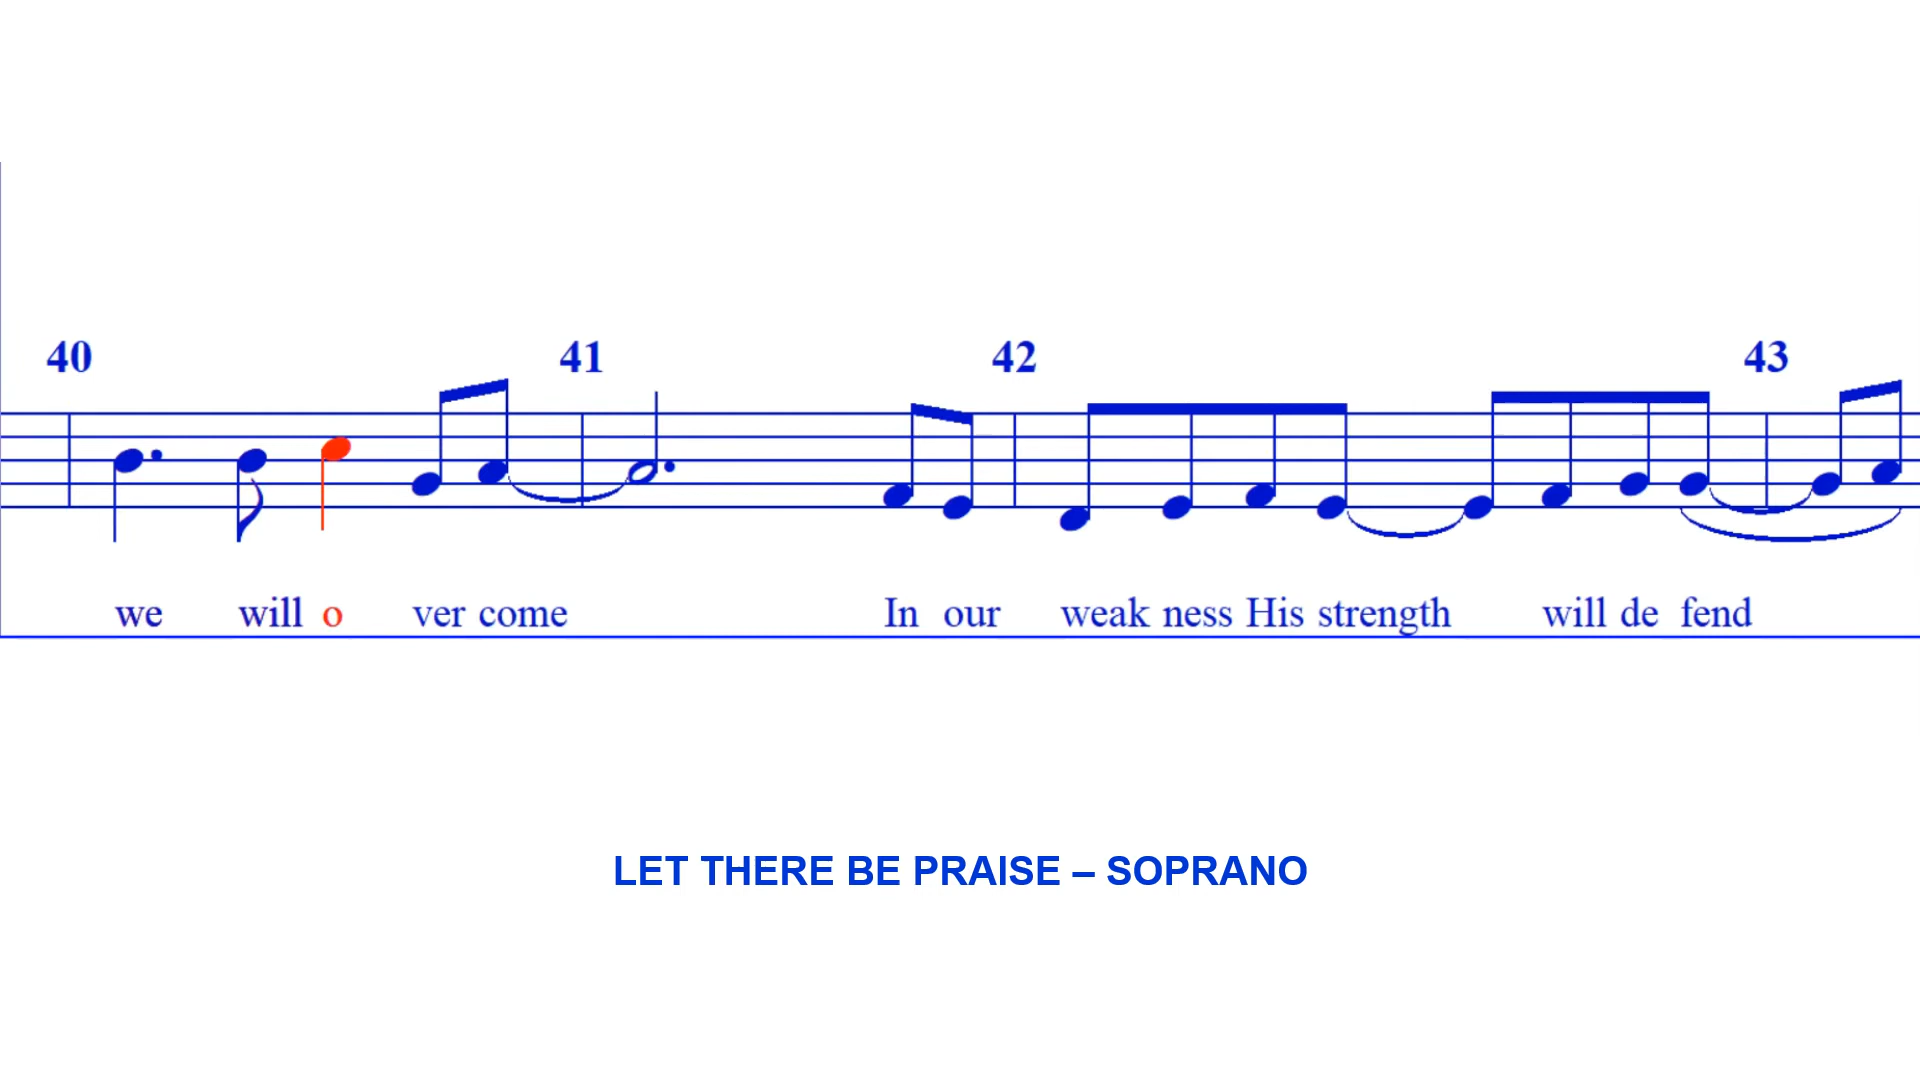 40 41 42 43
we will o ver come In our weak ness His strength will de fend
LET THERE BE PRAISE – SOPRANO